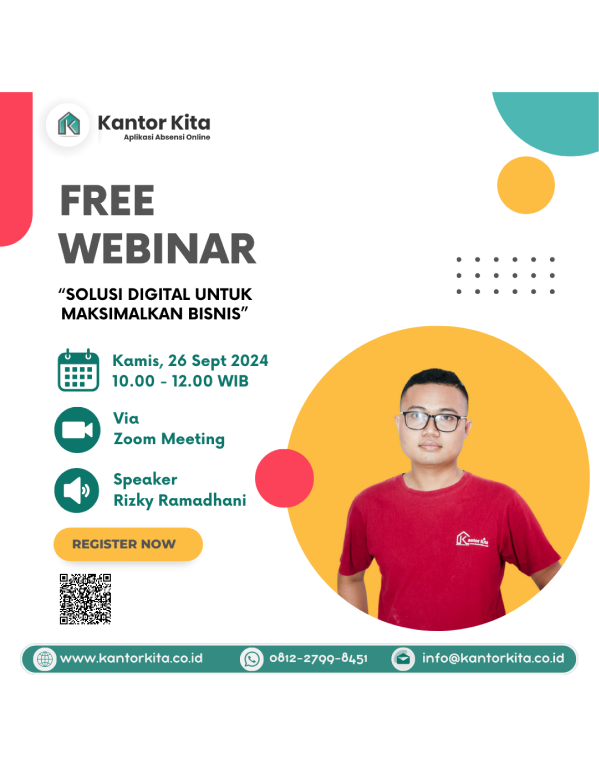 Kantor Kita
Aplikasi Absensi Online
FREE
WEBINAR
“SOLUSI DIGITAL UNTUK
MAKSIMALKAN BISNIS”
Kamis, 26 Sept 2024
10.00 - 12.00 WIB
Via
Zoom Meeting
Speaker
Rizky Ramadhani
Kantor Kita
REGISTER NOW
www.kantorkita.co.id
0812-2799-8451
info@kantorkita.co.id